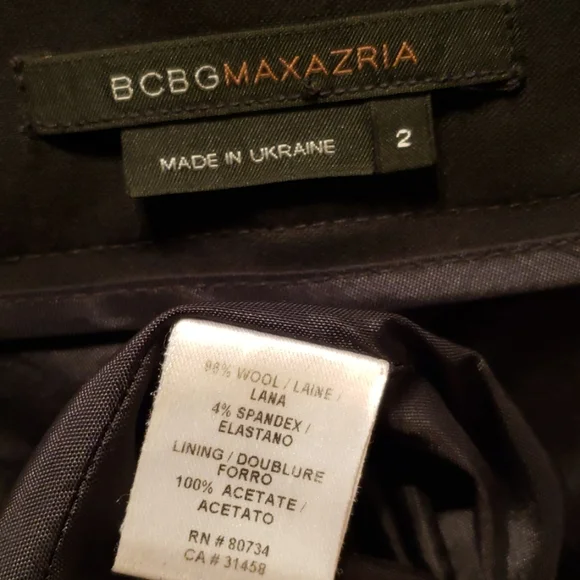 BCBGMAXAZRIA
MADE IN UKRAINE
2
96% WOOL / LAINE /
LANA
4% SPANDEX /
ELASTANO
LINING / DOUBLURE
FORRO
100% ACETATE /
ACETATO
RN # 80734
CA # 31458